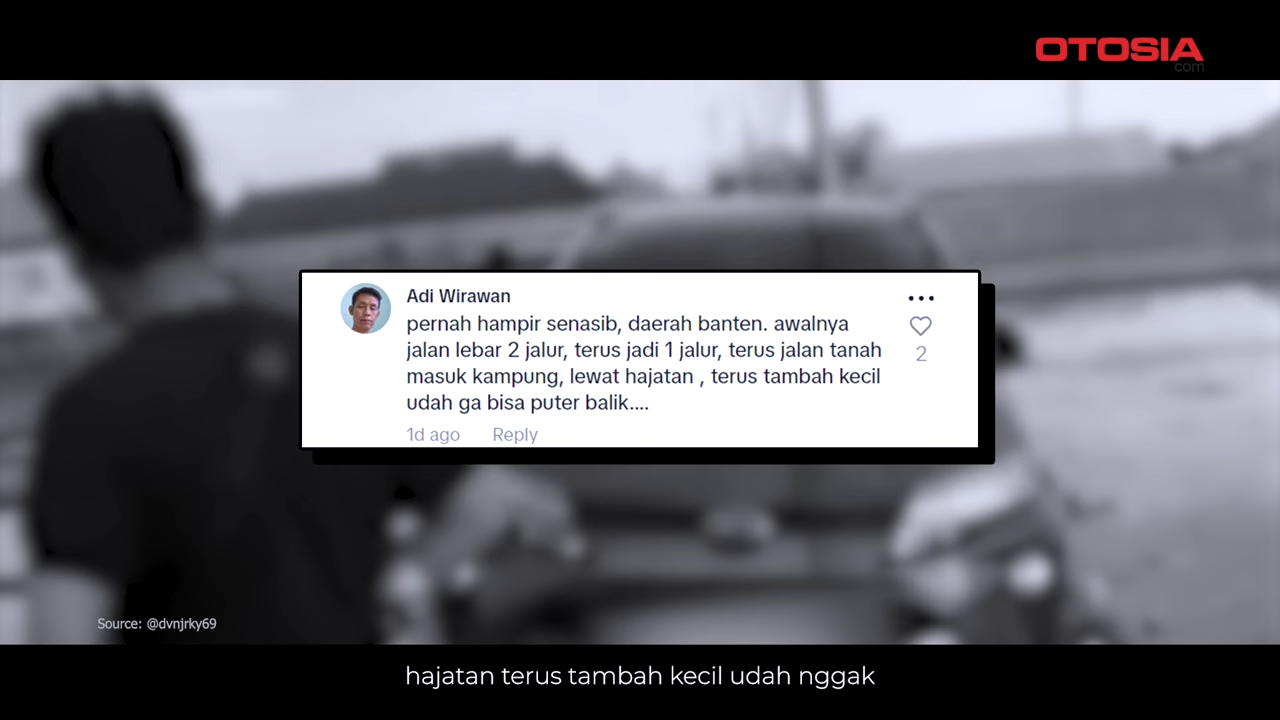 OTOSIA
com
Adi Wirawan
pernah hampir senasib, daerah banten. awalnya
jalan lebar 2 jalur, terus jadi 1 jalur, terus jalan tanah
masuk kampung, lewat hajatan , terus tambah kecil
udah ga bisa puter balik....
2
1d ago Reply
Source: @dvnjrky69
hajatan terus tambah kecil udah nggak